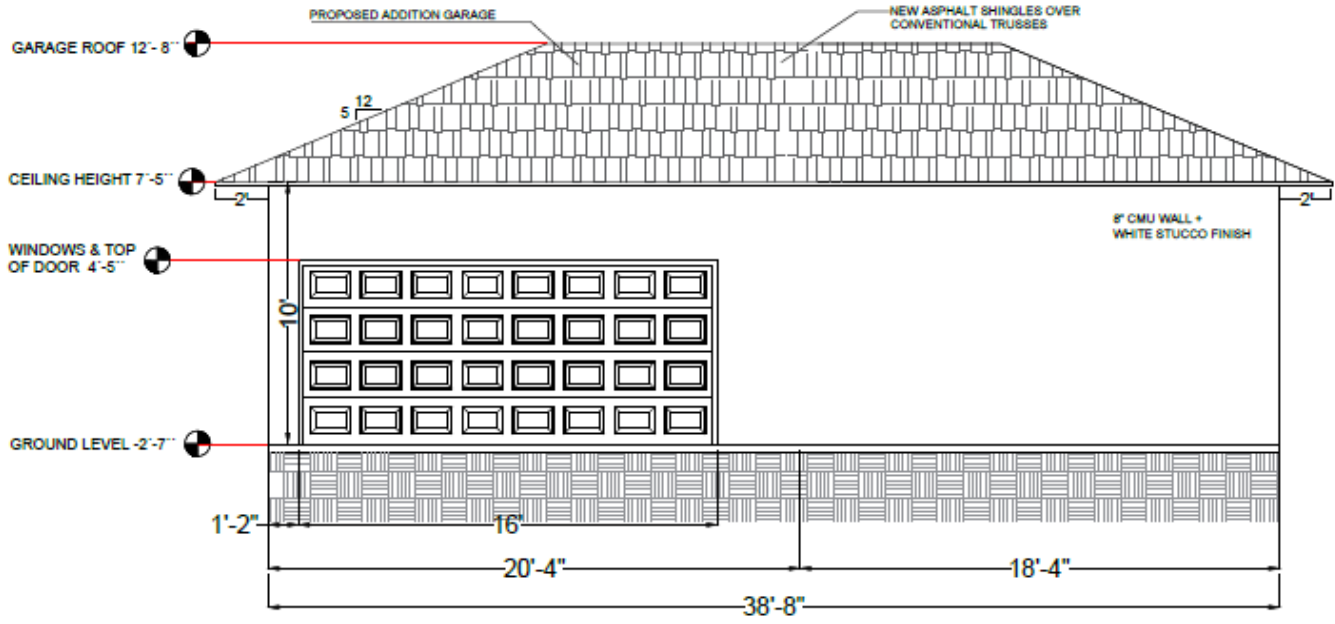 PROPOSED ADDITION GARAGE
NEW ASPHALT SHINGLES OVER
CONVENTIONAL TRUSSES
GARAGE ROOF 12'- 8''
12
5
CEILING HEIGHT 7'-5''
2'
2'
8" CMU WALL +
WHITE STUCCO FINISH
WINDOWS & TOP
OF DOOR 4'-5''
10'
GROUND LEVEL -2'-7''
1'-2"
16'
20'-4"
18'-4"
38'-8"